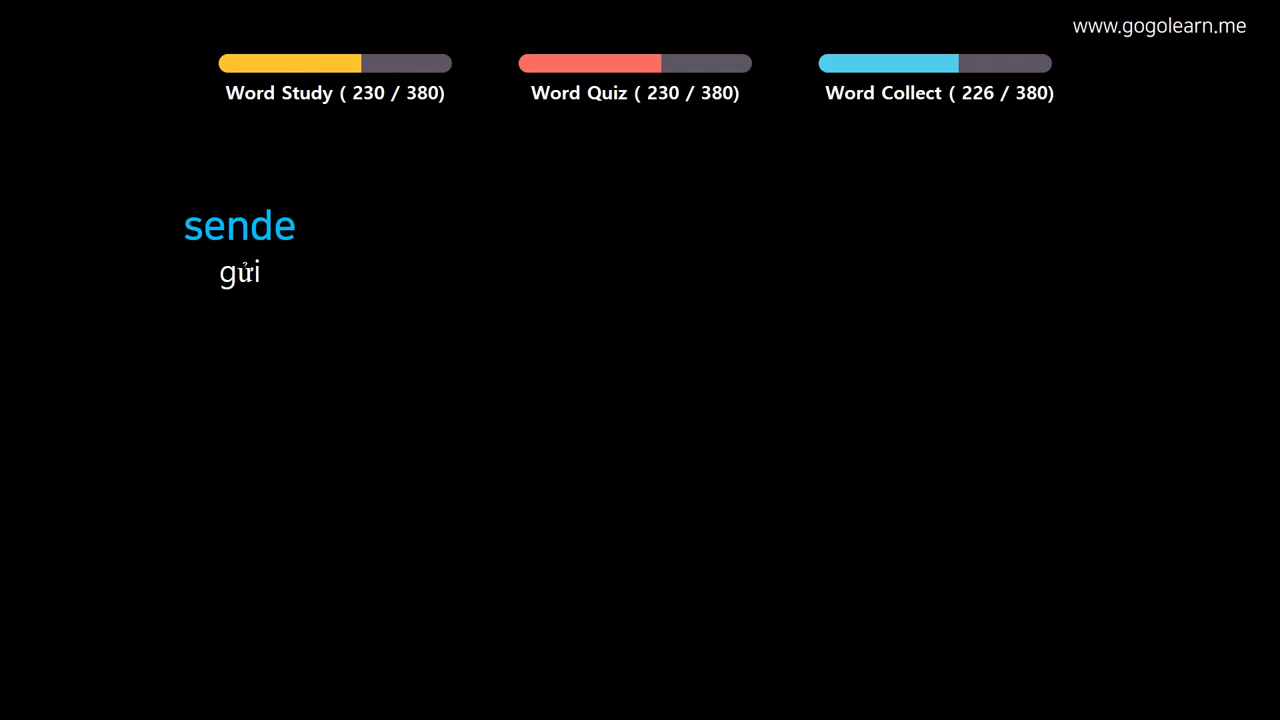 www.gogolearn.me
Word Study ( 230 / 380)
Word Quiz ( 230 / 380)
Word Collect ( 226 / 380)
sende
gửi